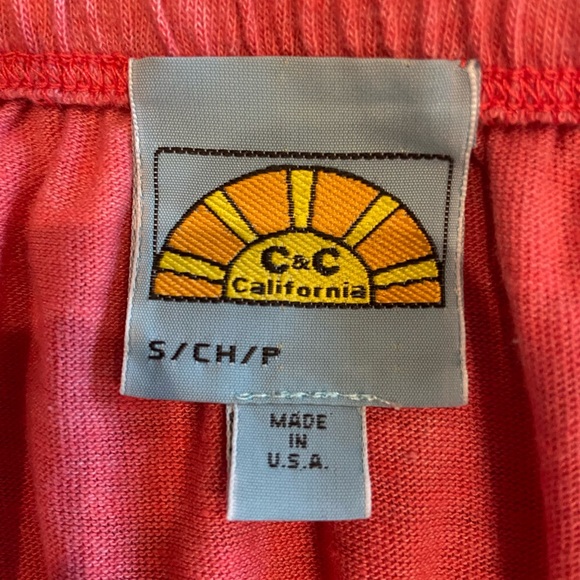 C&C
California
S/CH/P
MADE
IN
U.S.A.